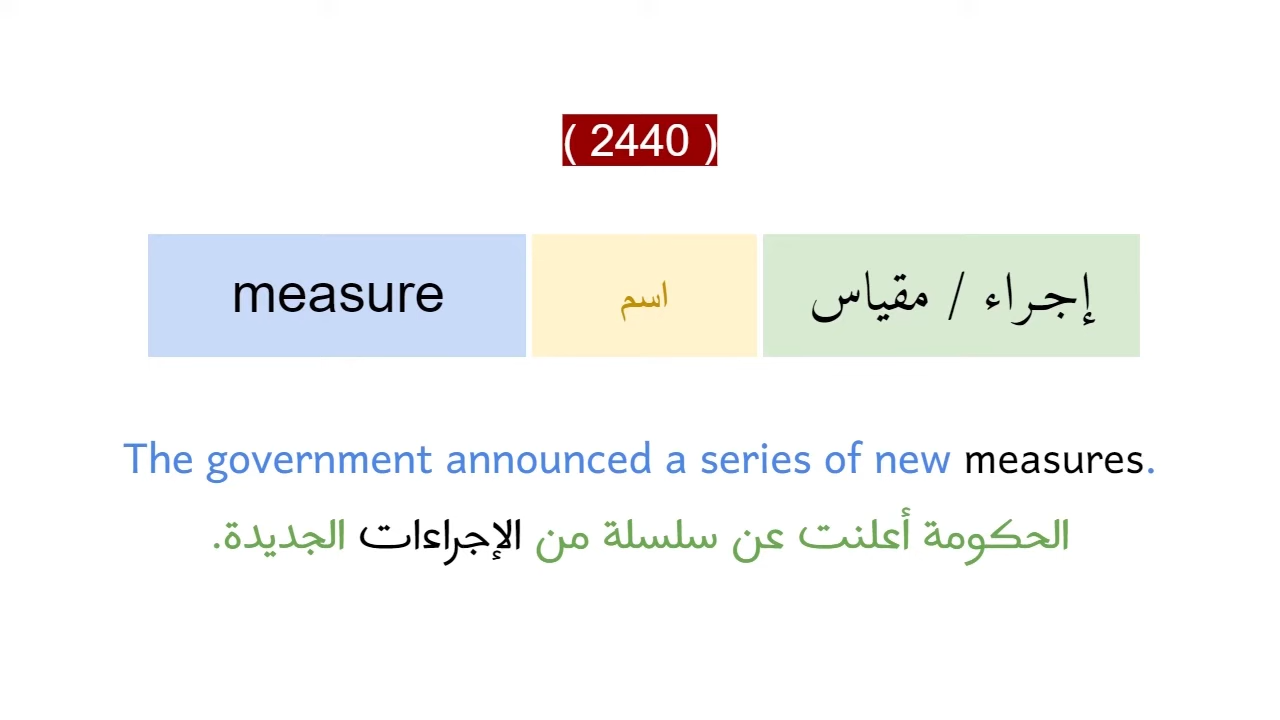 ( 2440 )
measure اسم إجراء / مقياس
The government announced a series of new measures.
الحكومة أعلنت عن سلسلة من الإجراءات الجديدة.